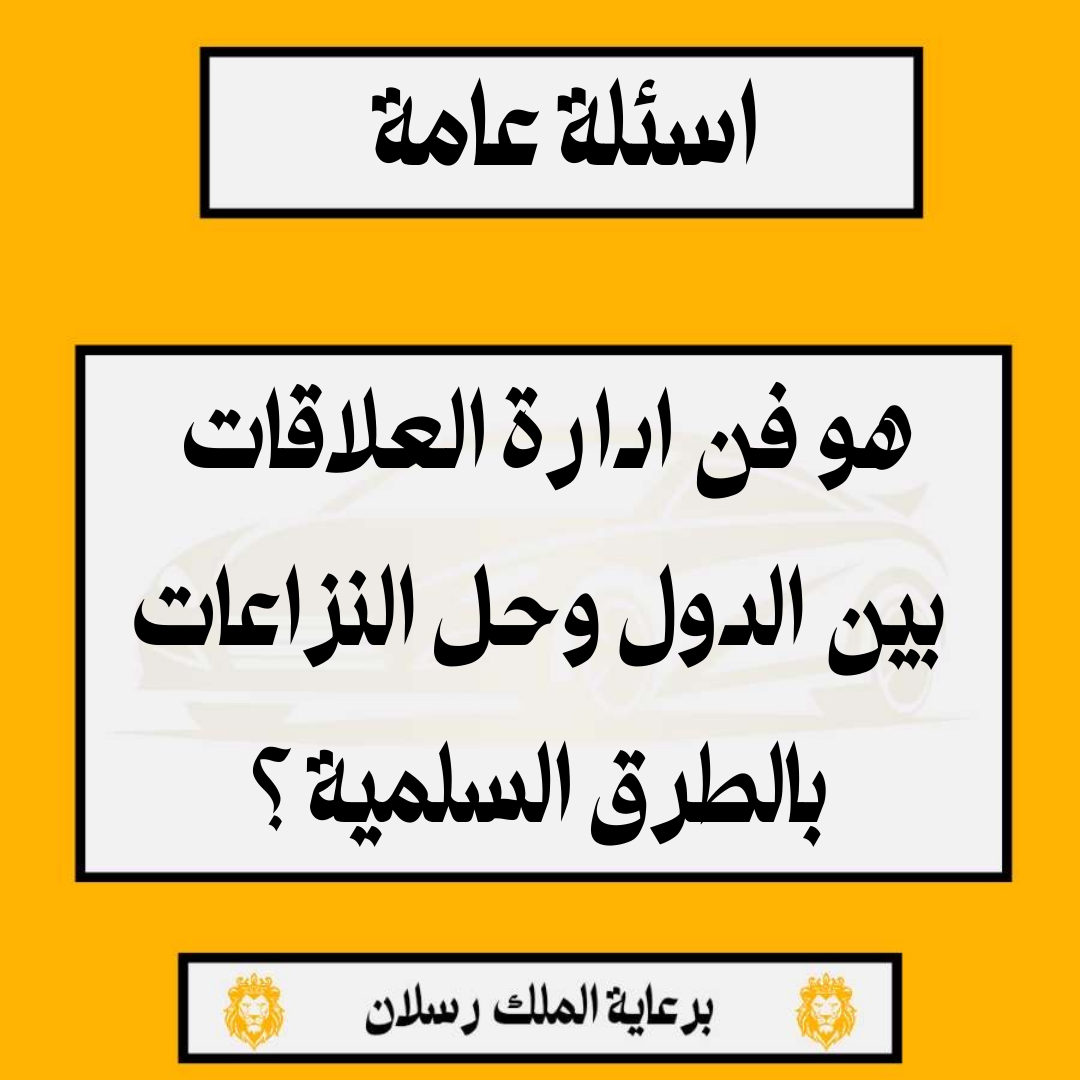 اسئلة عامة
هو فن ادارة العلاقات
بين الدول وحل النزاعات
بالطرق السلمية ؟
برعاية الملك رسلان